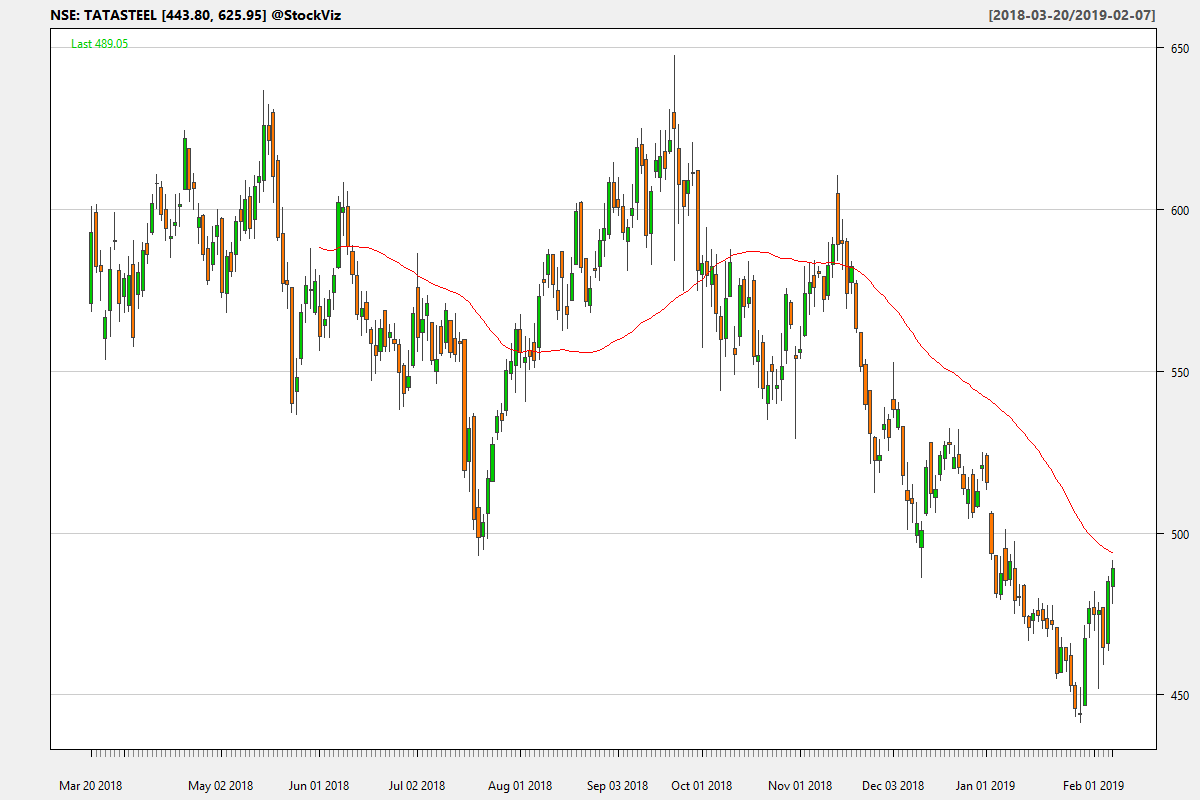 NSE: TATASTEEL [443.80, 625.95] @StockViz
[2018-03-20/2019-02-07]
Last 489.05
650
600
550
500
450
Mar 20 2018 May 02 2018 Jun 01 2018 Jul 02 2018 Aug 01 2018 Sep 03 2018 Oct 01 2018 Nov 01 2018 Dec 03 2018 Jan 01 2019 Feb 01 2019